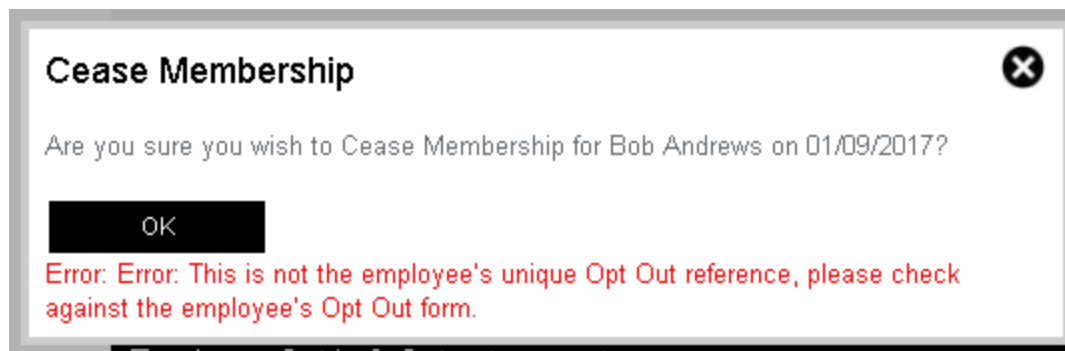 Cease Membership
Are you sure you wish to Cease Membership for Bob Andrews on 01/09/2017?
OK
Error: Error: This is not the employee's unique Opt Out reference, please check
against the employee's Opt Out form.